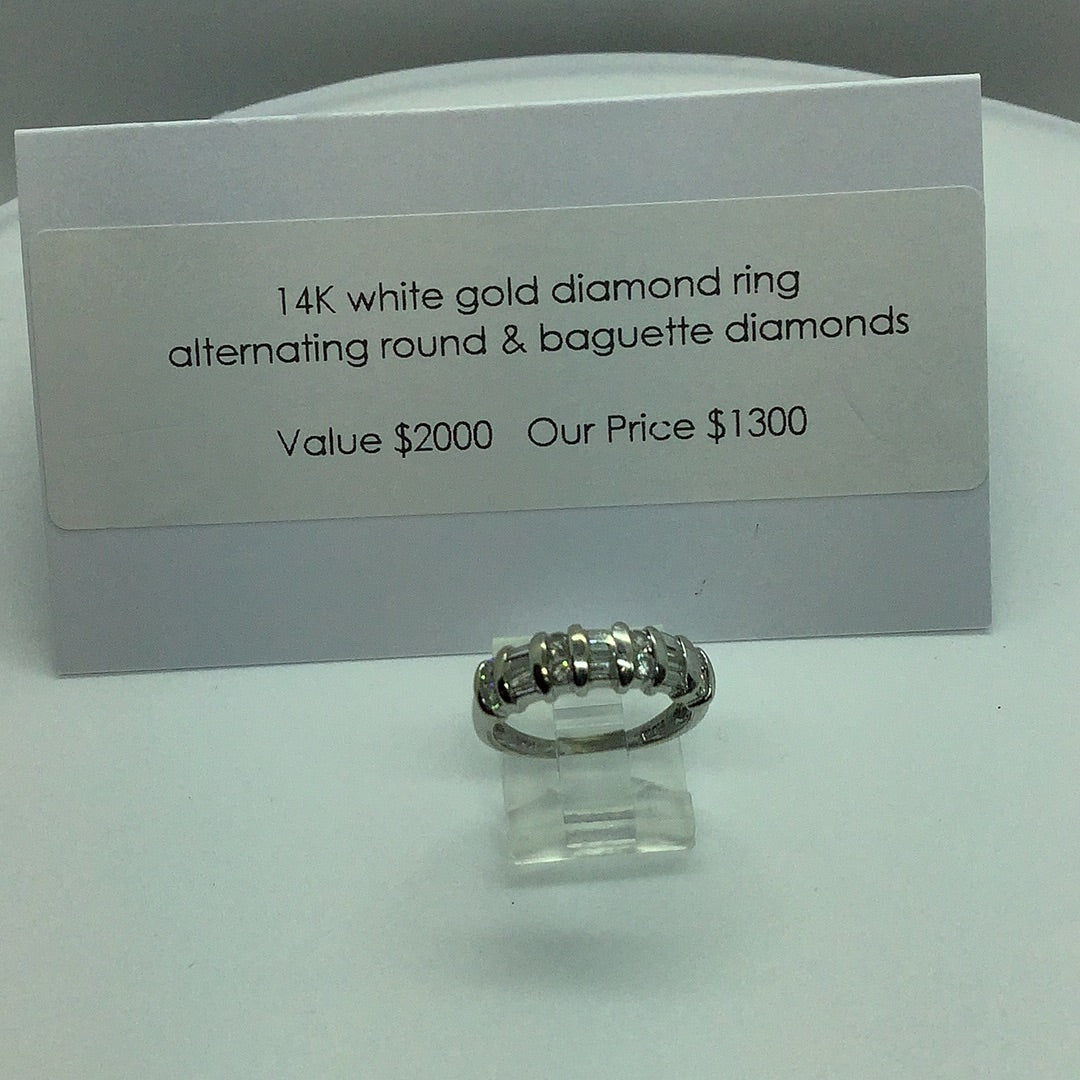 14K white gold diamond ring
alternating round & baguette diamonds
Value $2000 Our Price $1300